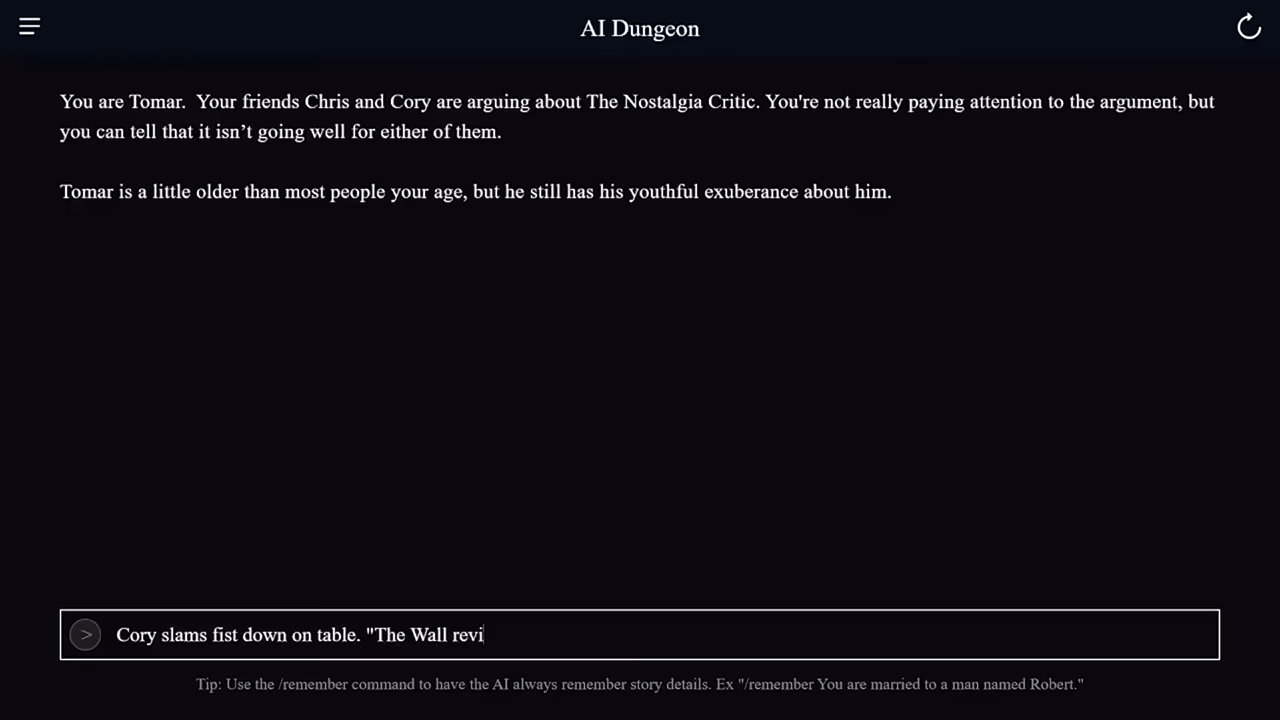 AI Dungeon
You are Tomar.  Your friends Chris and Cory are arguing about The Nostalgia Critic. You're not really paying attention to the argument, but
you can tell that it isn’t going well for either of them.
Tomar is a little older than most people your age, but he still has his youthful exuberance about him.
> Cory slams fist down on table. "The Wall revi
Tip: Use the /remember command to have the AI always remember story details. Ex "/remember You are married to a man named Robert."